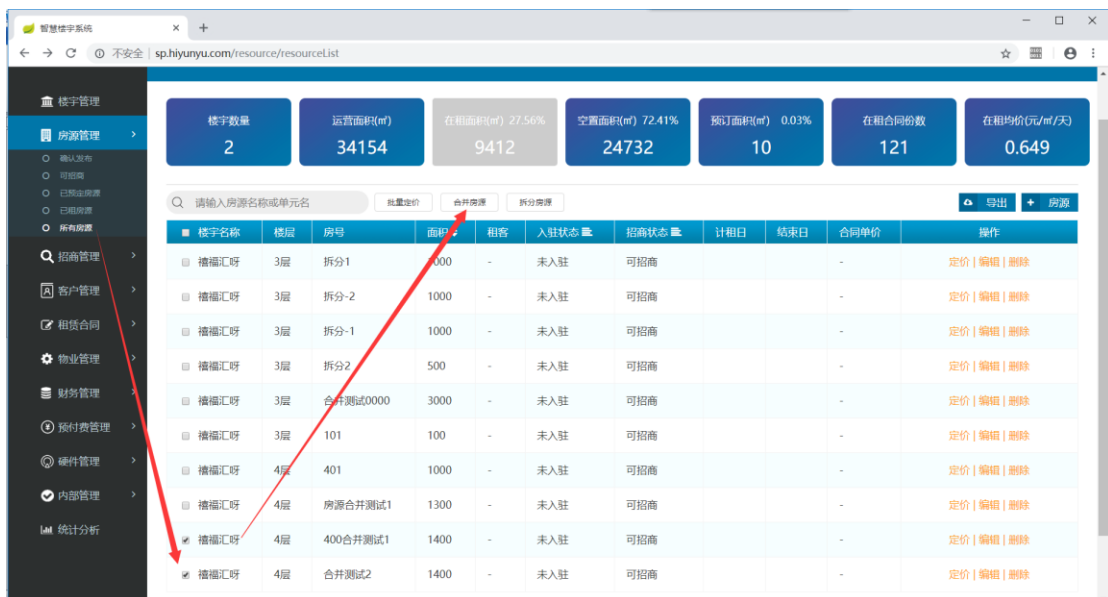 智慧楼宇系统
不安全 | sp.hiyunyu.com/resource/resourceList
楼宇管理
房源管理
确认发布
可招商
已预定房源
已租房源
所有房源
招商管理
客户管理
租赁合同
物业管理
财务管理
预付费管理
硬件管理
内部管理
统计分析
楼宇数量
2
运营面积(㎡)
34154
在租面积(㎡) 27.56%
9412
空置面积(㎡) 72.41%
24732
预订面积(㎡) 0.03%
10
在租合同份数
121
在租均价(元/㎡/天)
0.649
请输入房源名称或单元名 批量定价 合并房源 拆分房源 导出 + 房源
楼宇名称 楼层 房号 面积 租客 入驻状态 招商状态 计租日 结束日 合同单价 操作
禧福汇呀 3层 拆分1 - 未入驻 可招商 - 定价 | 编辑 | 删除
禧福汇呀 3层 拆分-2 1000 - 未入驻 可招商 - 定价 | 编辑 | 删除
禧福汇呀 3层 拆分-1 1000 - 未入驻 可招商 - 定价 | 编辑 | 删除
禧福汇呀 3层 拆分2 500 - 未入驻 可招商 - 定价 | 编辑 | 删除
禧福汇呀 3层 合并测试0000 3000 - 未入驻 可招商 - 定价 | 编辑 | 删除
禧福汇呀 3层 101 100 - 未入驻 可招商 - 定价 | 编辑 | 删除
禧福汇呀 4层 401 1000 - 未入驻 可招商 - 定价 | 编辑 | 删除
禧福汇呀 4层 房源合并测试1 1300 - 未入驻 可招商 - 定价 | 编辑 | 删除
禧福汇呀 4层 400合并测试1 1400 - 未入驻 可招商 - 定价 | 编辑 | 删除
禧福汇呀 4层 合并测试2 1400 - 未入驻 可招商 - 定价 | 编辑 | 删除